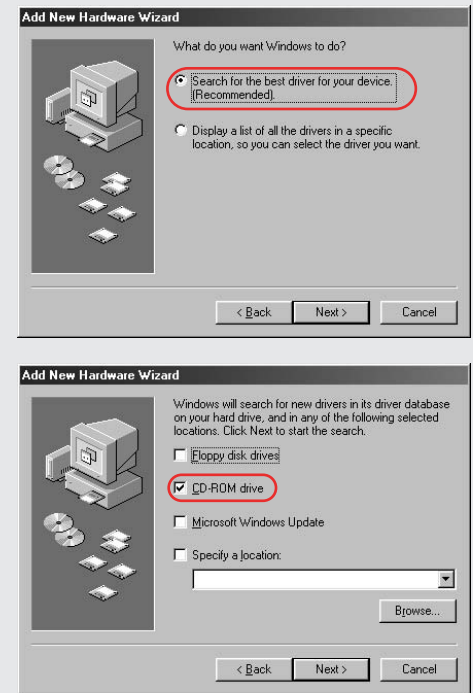 Add New Hardware Wizard
What do you want Windows to do?
Search for the best driver for your device.
(Recommended).
Display a list of all the drivers in a specific
location, so you can select the driver you want.
< Back
Next >
Cancel
Add New Hardware Wizard
Windows will search for new drivers in its driver database
on your hard drive, and in any of the following selected
locations. Click Next to start the search.
Floppy disk drives
CD-ROM drive
Microsoft Windows Update
Specify a location:
Browse...
< Back
Next >
Cancel